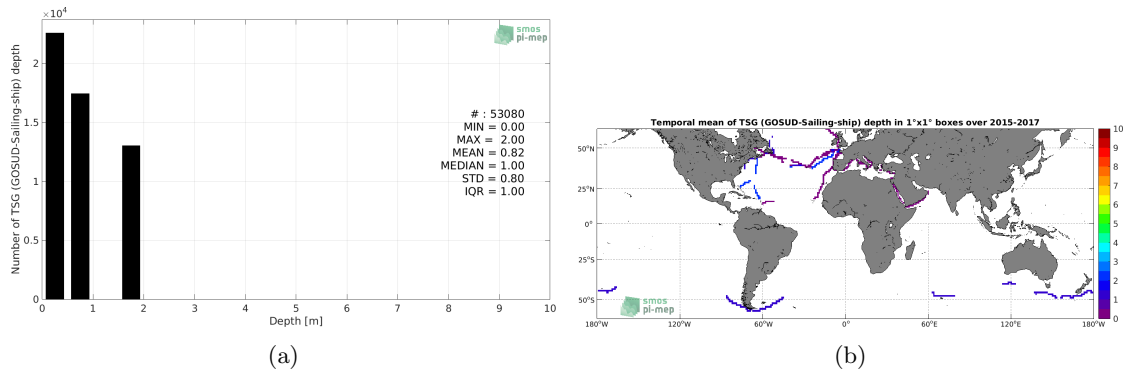 ×10⁴
2
1.5
1
0.5
0
Number of TSG (GOSUD-Sailing-ship) depth
0 1 2 3 4 5 6 7 8 9 10
Depth [m]
smos
pi-mep
# : 53080
MIN = 0.00
MAX = 2.00
MEAN = 0.82
MEDIAN = 1.00
STD = 0.80
IQR = 1.00
(a)
Temporal mean of TSG (GOSUD-Sailing-ship) depth in 1°x1° boxes over 2015-2017
50°N
25°N
0°
25°S
50°S
180°W 120°W 60°W 0° 60°E 120°E 180°W
smos
pi-mep
10
9
8
7
6
5
4
3
2
1
0
(b)